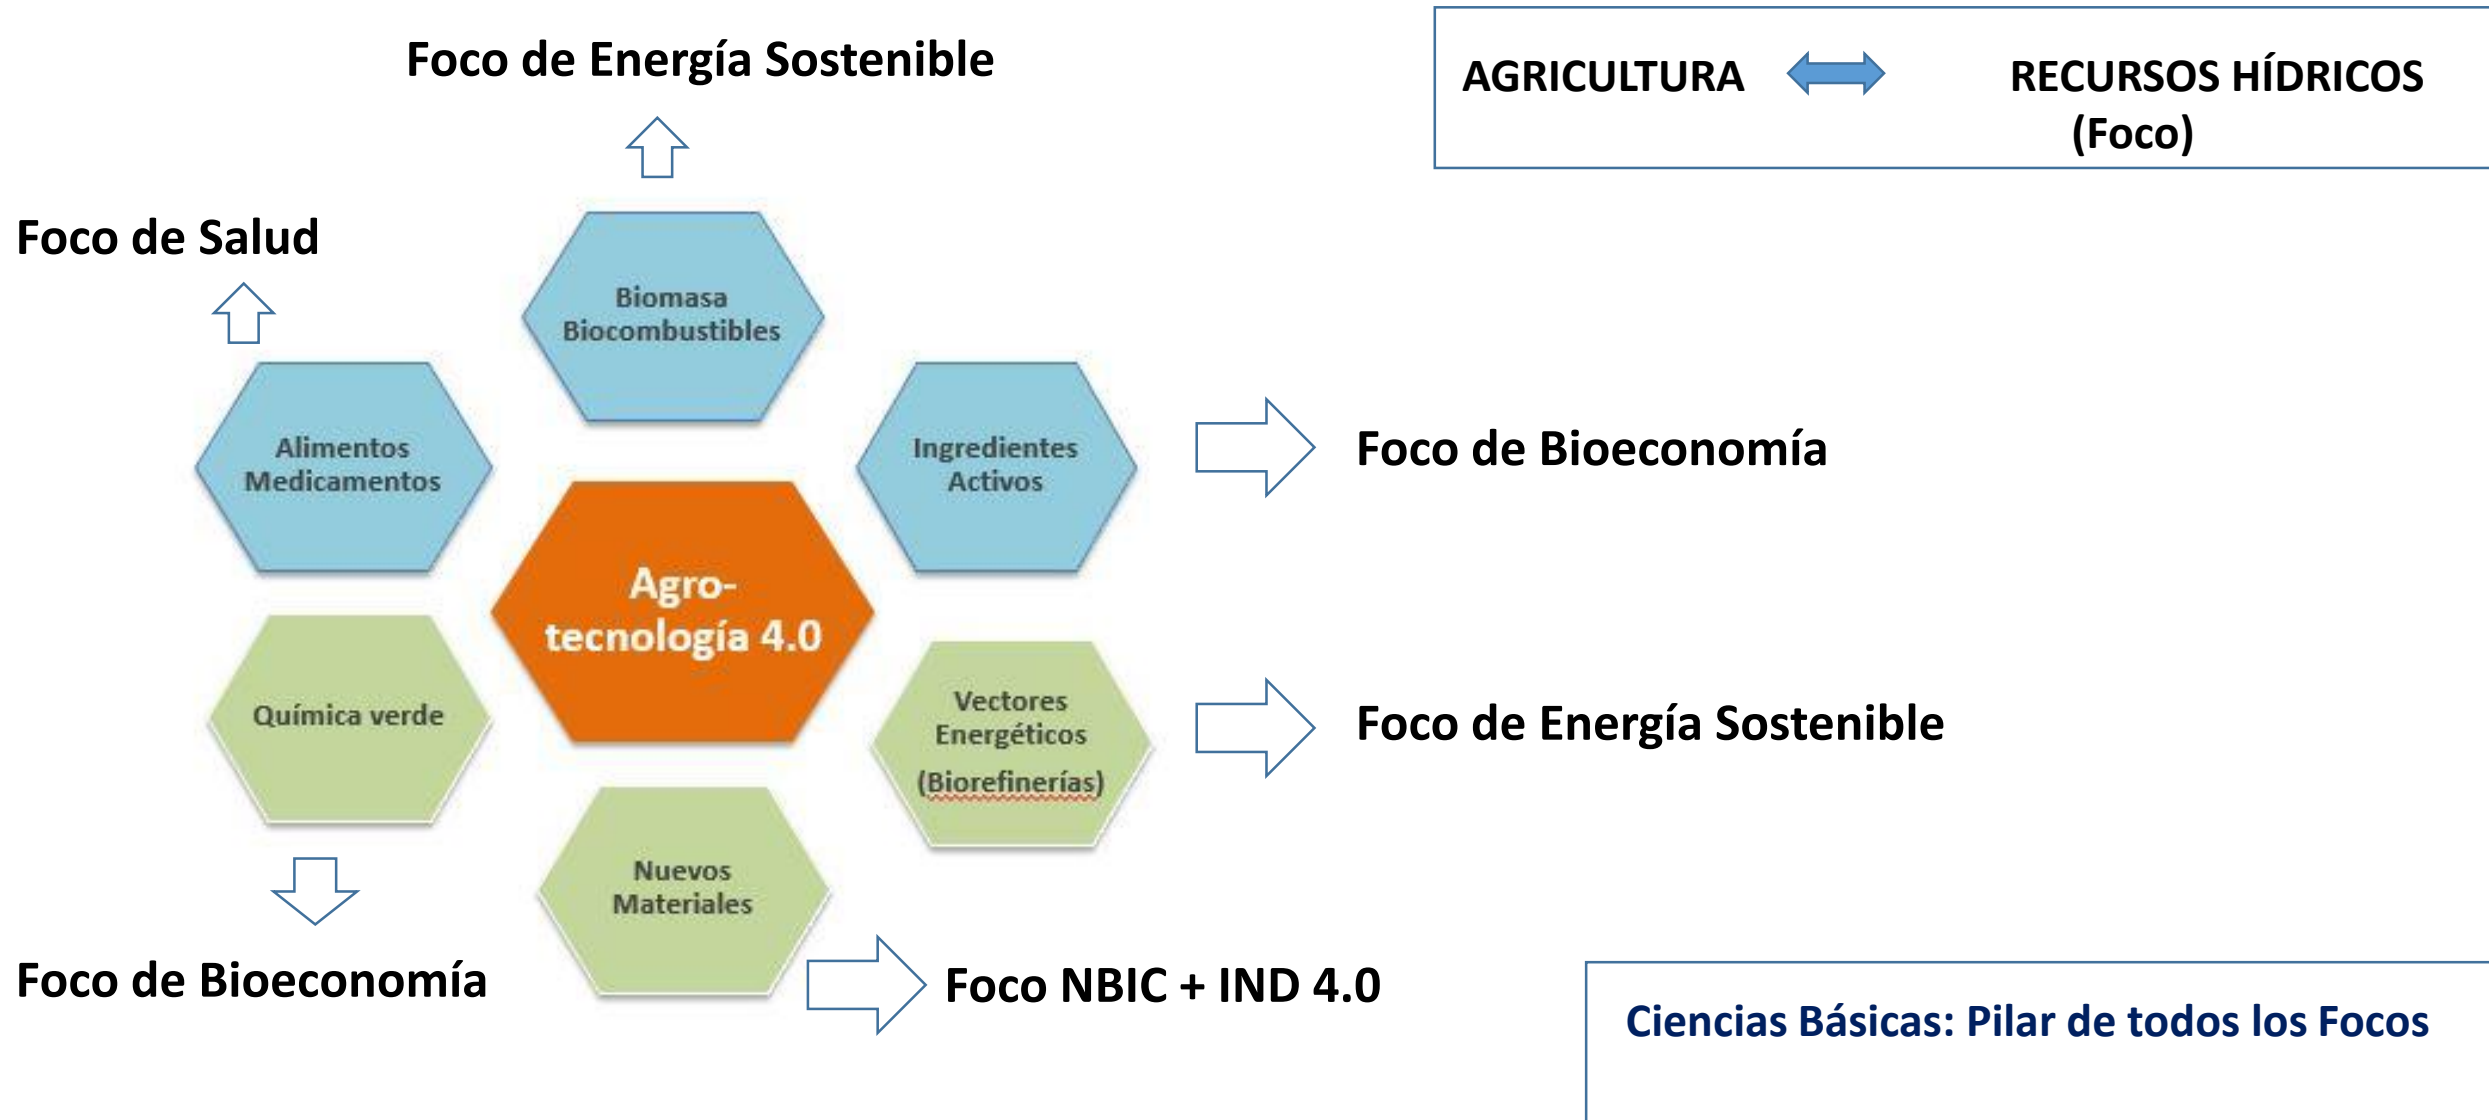 Foco de Energía Sostenible
AGRICULTURA RECURSOS HÍDRICOS
(Foco)
Foco de Salud
Biomasa
Biocombustibles
Alimentos
Medicamentos
Ingredientes
Activos
Foco de Bioeconomía
Agro-
tecnología 4.0
Química verde
Vectores
Energéticos
(Biorefinerías)
Foco de Energía Sostenible
Nuevos
Materiales
Foco de Bioeconomía
Foco NBIC + IND 4.0
Ciencias Básicas: Pilar de todos los Focos